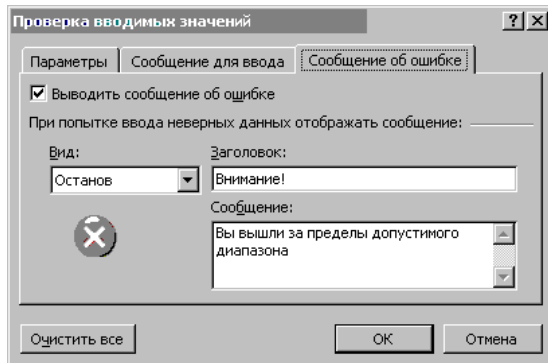 Проверка вводимых значений
Параметры Сообщение для ввода Сообщение об ошибке
Выводить сообщение об ошибке
При попытке ввода неверных данных отображать сообщение:
Вид: Заголовок:
Останов Внимание!
Сообщение:
Вы вышли за пределы допустимого
диапазона
Очистить все ОК Отмена